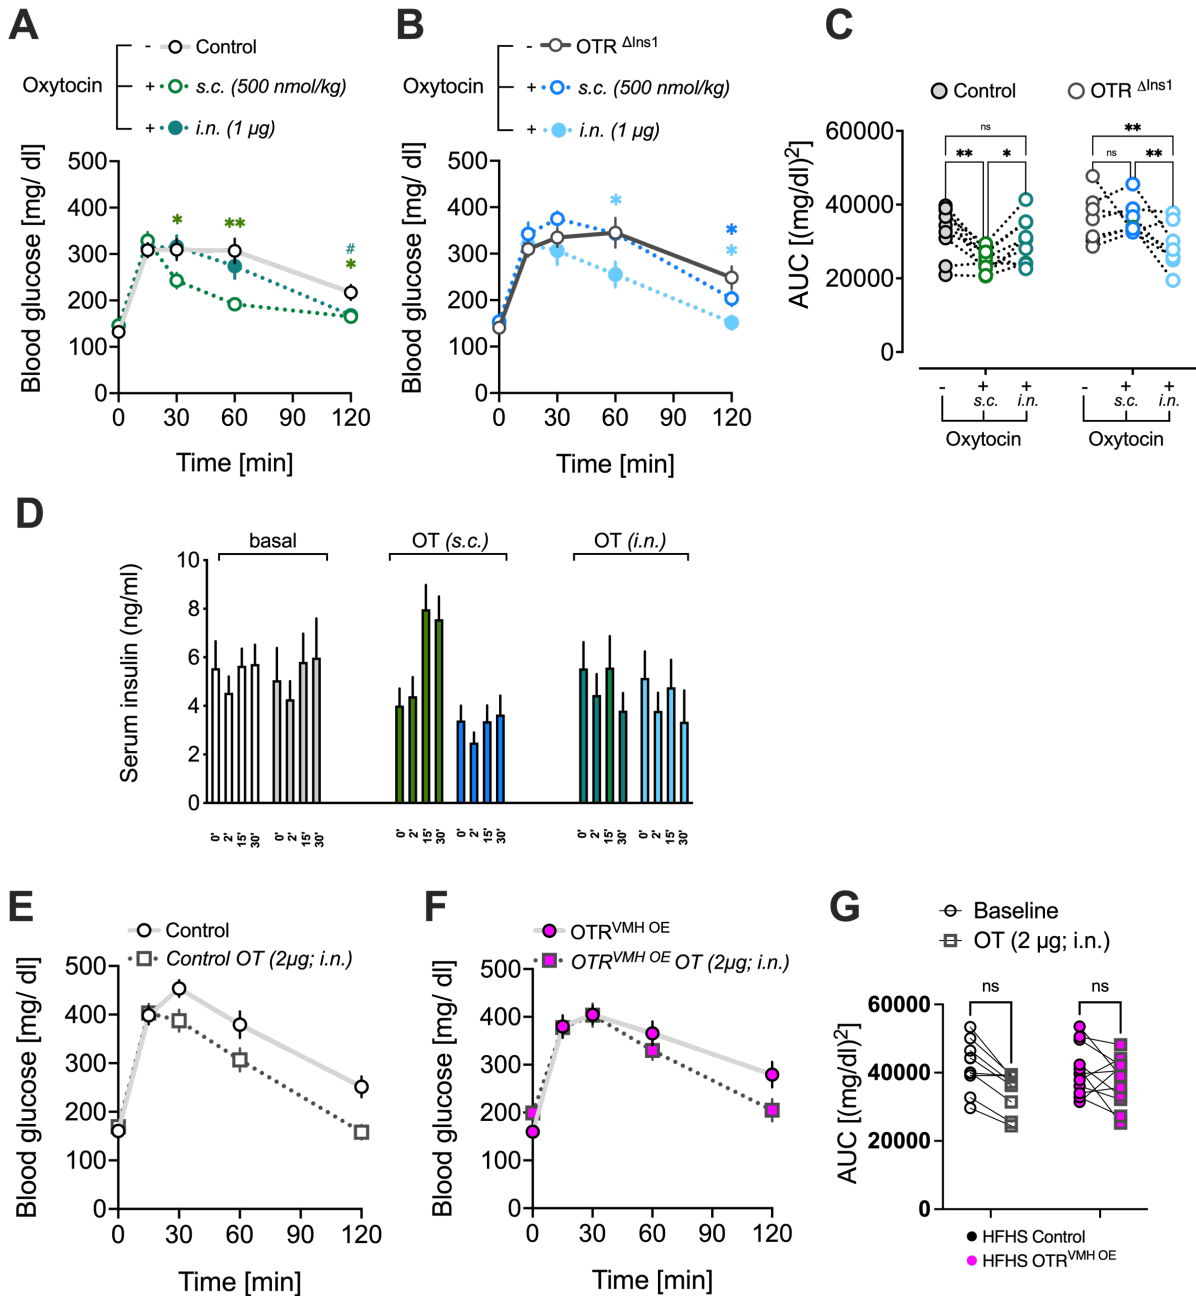 A
- Control
Oxytocin
+ s.c. (500 nmol/kg)
+ i.n. (1 µg)
Blood glucose [mg/ dl]
500
400
300
200
100
0
* ** # *
0 30 60 90 120
Time [min]
B
- OTR ΔIns1
Oxytocin
+ s.c. (500 nmol/kg)
+ i.n. (1 µg)
Blood glucose [mg/ dl]
500
400
300
200
100
0
* * *
0 30 60 90 120
Time [min]
C
Control OTR ΔIns1
AUC [(mg/dl)²]
60000
40000
20000
0
ns ** *
** ns **
- + + - + +
s.c. i.n. s.c. i.n.
Oxytocin Oxytocin
D
basal OT (s.c.) OT (i.n.)
Serum insulin (ng/ml)
10
8
6
4
2
0
0' 2' 15' 30' 0' 2' 15' 30' 0' 2' 15' 30' 0' 2' 15' 30' 0' 2' 15' 30' 0' 2' 15' 30'
E
Control
Control OT (2µg; i.n.)
Blood glucose [mg/ dl]
500
400
300
200
100
0
0 30 60 90 120
Time [min]
F
OTR VMH OE
OTR VMH OE OT (2µg; i.n.)
Blood glucose [mg/ dl]
500
400
300
200
100
0
0 30 60 90 120
Time [min]
G
Baseline
OT (2 µg; i.n.)
AUC [(mg/dl)²]
60000
40000
20000
0
ns ns
HFHS Control
HFHS OTR VMH OE